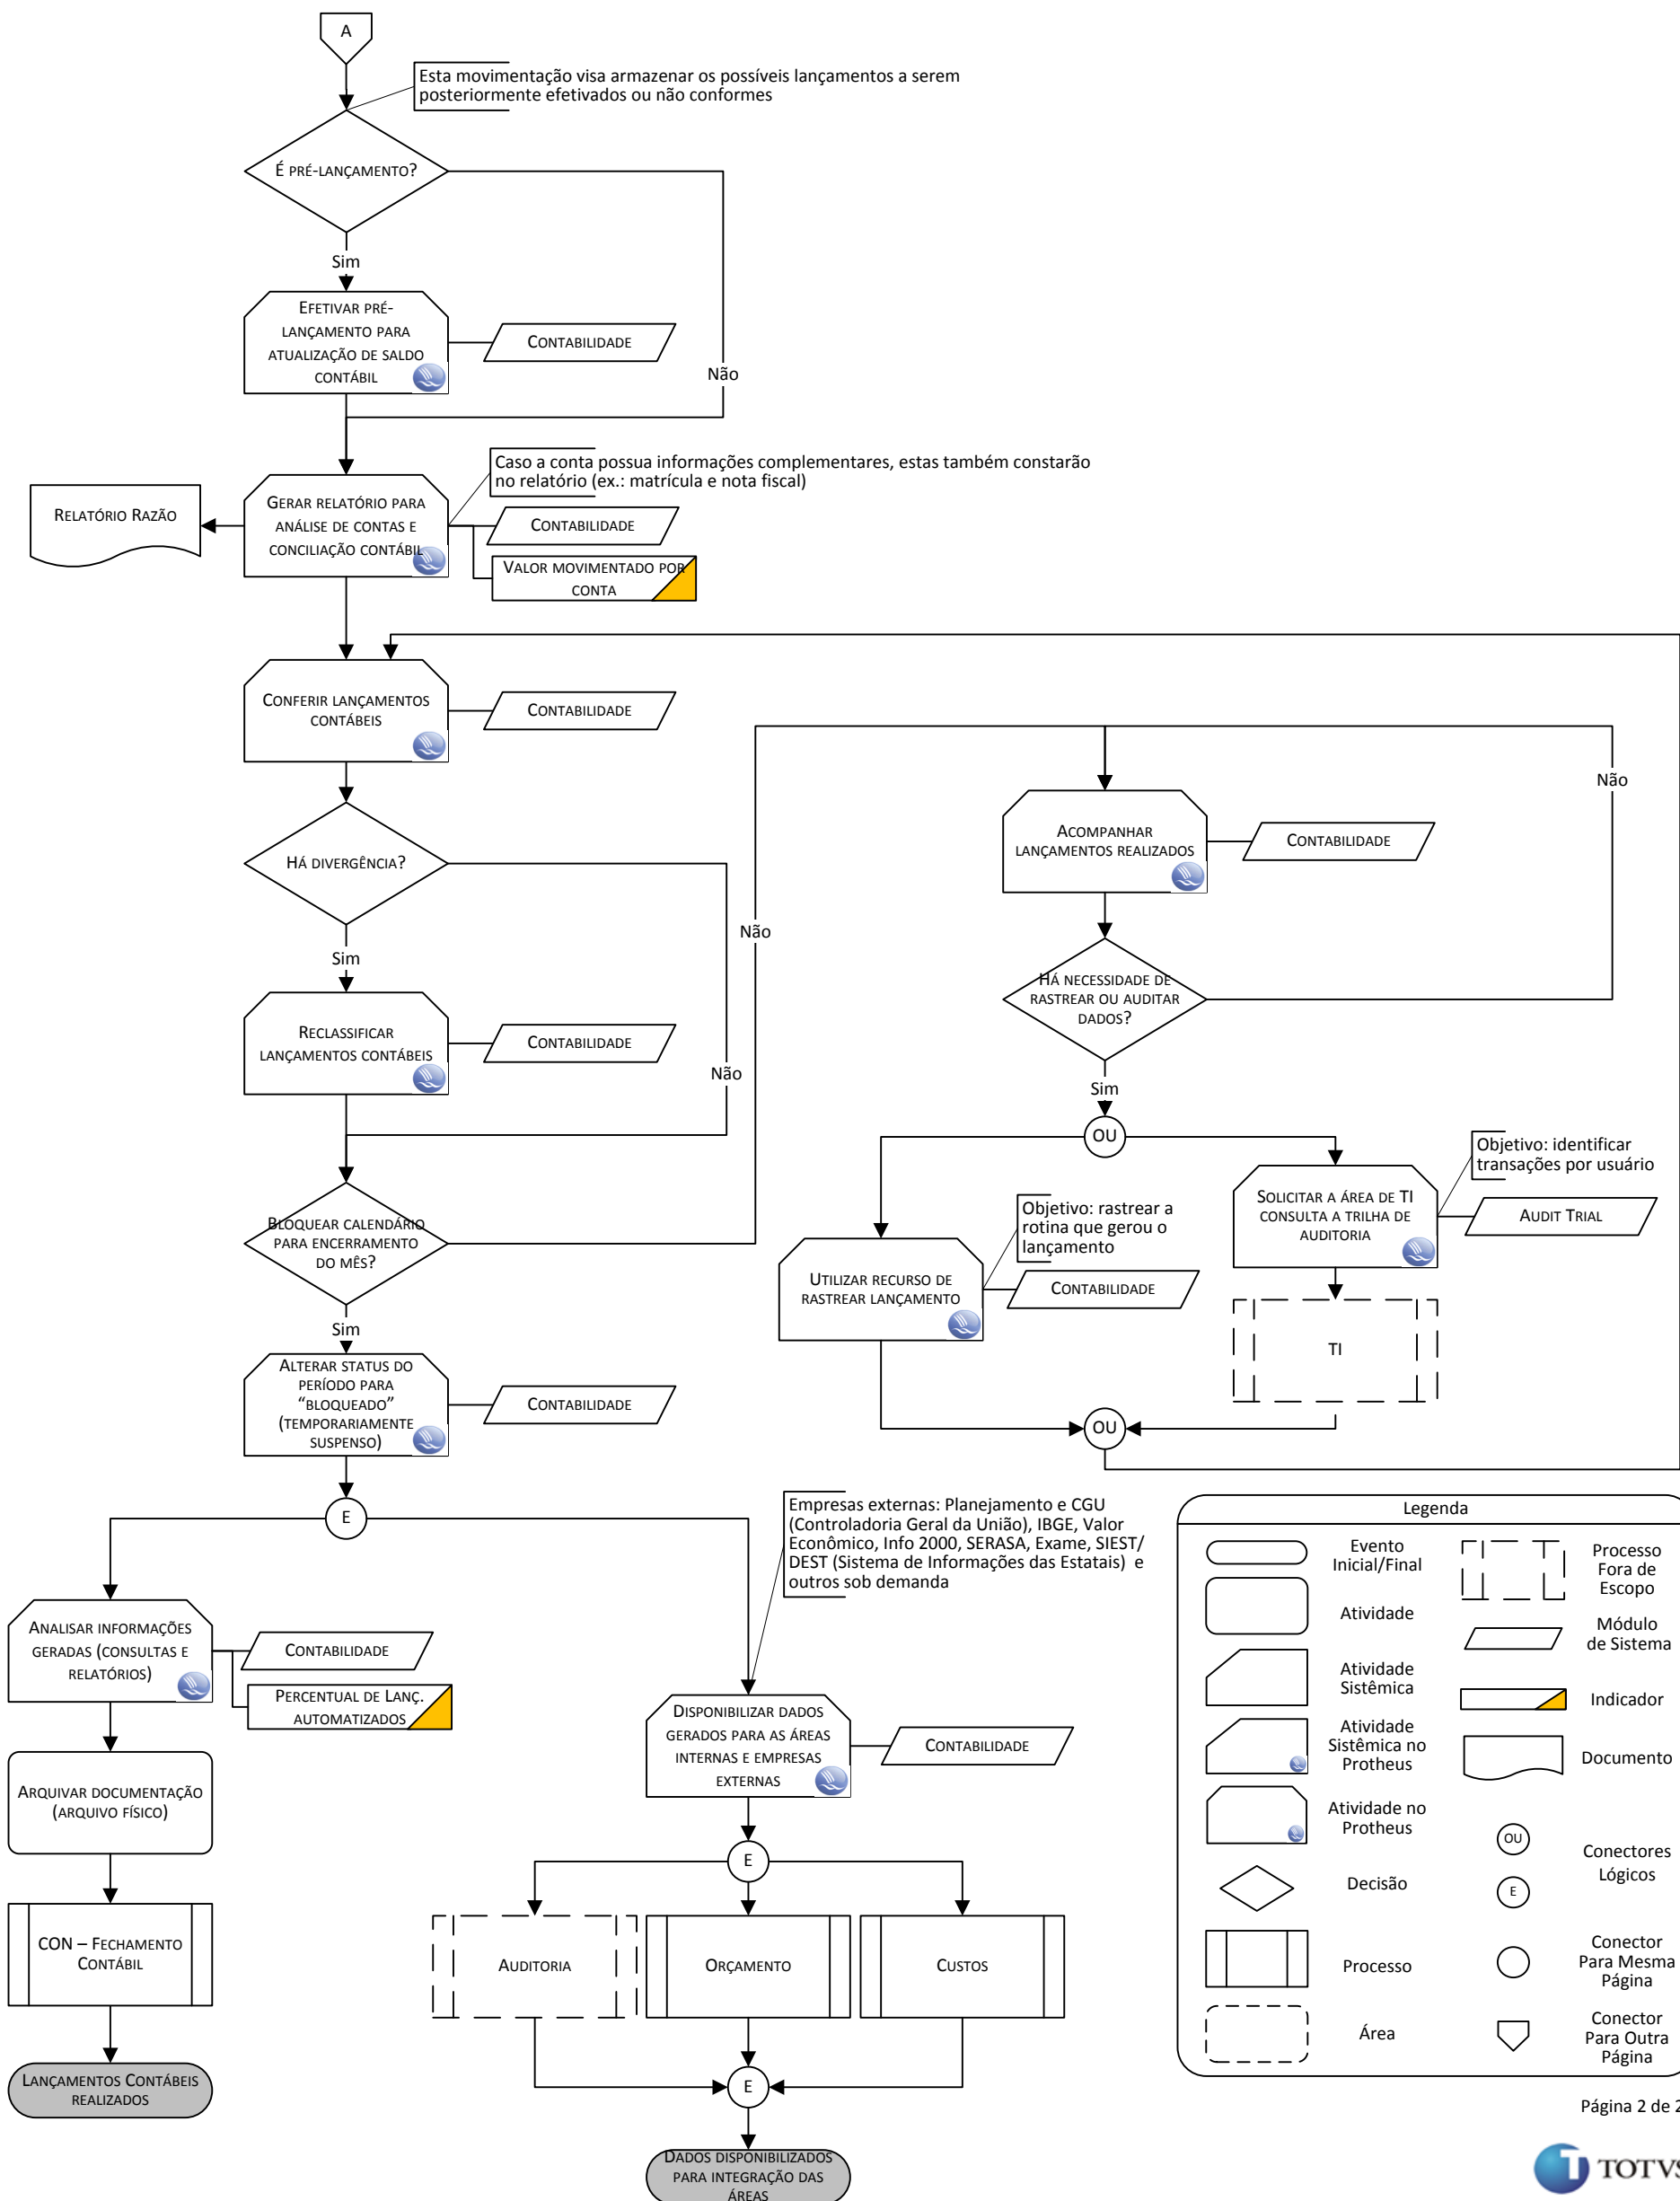 A
Esta movimentação visa armazenar os possíveis lançamentos a serem
posteriormente efetivados ou não conformes
É PRÉ-LANÇAMENTO?
Sim
Não
EFETIVAR PRÉ-
LANÇAMENTO PARA
ATUALIZAÇÃO DE SALDO
CONTÁBIL
CONTABILIDADE
Caso a conta possua informações complementares, estas também constarão
no relatório (ex.: matrícula e nota fiscal)
RELATÓRIO RAZÃO
GERAR RELATÓRIO PARA
ANÁLISE DE CONTAS E
CONCILIAÇÃO CONTÁBIL
CONTABILIDADE
VALOR MOVIMENTADO POR
CONTA
CONFERIR LANÇAMENTOS
CONTÁBEIS
CONTABILIDADE
HÁ DIVERGÊNCIA?
Sim
Não
RECLASSIFICAR
LANÇAMENTOS CONTÁBEIS
CONTABILIDADE
BLOQUEAR CALENDÁRIO
PARA ENCERRAMENTO
DO MÊS?
Não
Sim
ACOMPANHAR
LANÇAMENTOS REALIZADOS
CONTABILIDADE
Não
HÁ NECESSIDADE DE
RASTREAR OU AUDITAR
DADOS?
Sim
OU
Objetivo: rastrear a
rotina que gerou o
lançamento
UTILIZAR RECURSO DE
RASTREAR LANÇAMENTO
CONTABILIDADE
Objetivo: identificar
transações por usuário
SOLICITAR A ÁREA DE TI
CONSULTA A TRILHA DE
AUDITORIA
AUDIT TRIAL
TI
OU
ALTERAR STATUS DO
PERÍODO PARA
“BLOQUEADO”
(TEMPORARIAMENTE
SUSPENSO)
CONTABILIDADE
E
Empresas externas: Planejamento e CGU
(Controladoria Geral da União), IBGE, Valor
Econômico, Info 2000, SERASA, Exame, SIEST/
DEST (Sistema de Informações das Estatais) e
outros sob demanda
ANALISAR INFORMAÇÕES
GERADAS (CONSULTAS E
RELATÓRIOS)
CONTABILIDADE
PERCENTUAL DE LANÇ.
AUTOMATIZADOS
ARQUIVAR DOCUMENTAÇÃO
(ARQUIVO FÍSICO)
CON – FECHAMENTO
CONTÁBIL
LANÇAMENTOS CONTÁBEIS
REALIZADOS
DISPONIBILIZAR DADOS
GERADOS PARA AS ÁREAS
INTERNAS E EMPRESAS
EXTERNAS
CONTABILIDADE
E
AUDITORIA
ORÇAMENTO
CUSTOS
E
DADOS DISPONIBILIZADOS
PARA INTEGRAÇÃO DAS
ÁREAS
Legenda
Evento
Inicial/Final
Atividade
Atividade
Sistêmica
Atividade
Sistêmica no
Protheus
Atividade no
Protheus
Decisão
Processo
Área
Processo
Fora de
Escopo
Módulo
de Sistema
Indicador
Documento
OU
E
Conectores
Lógicos
Conector
Para Mesma
Página
Conector
Para Outra
Página
Página 2 de 2
TOTVS